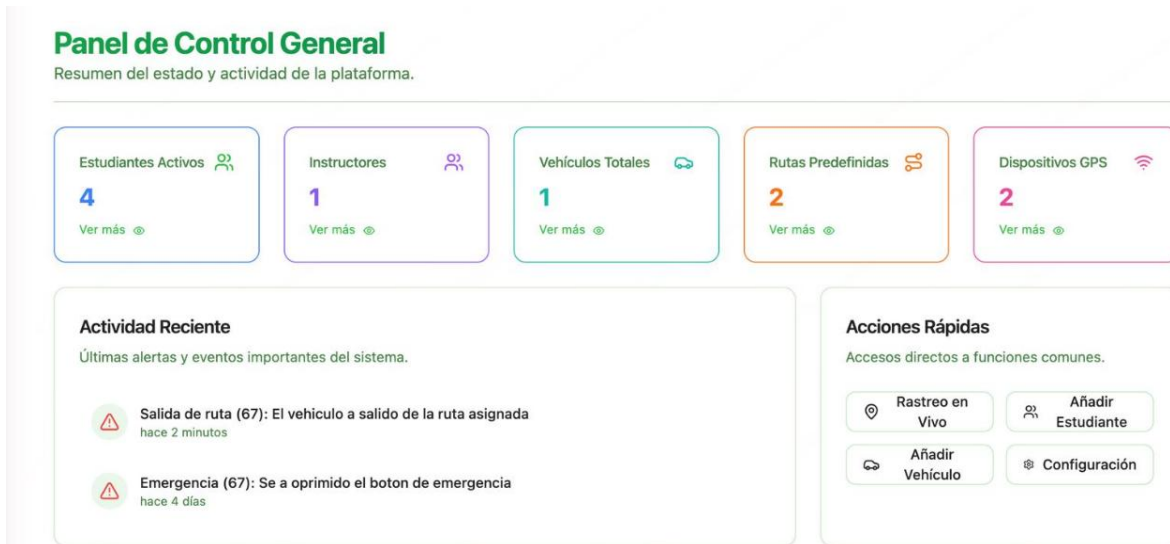 Panel de Control General
Resumen del estado y actividad de la plataforma.
Estudiantes Activos
4
Ver más
Instructores
1
Ver más
Vehículos Totales
1
Ver más
Rutas Predefinidas
2
Ver más
Dispositivos GPS
2
Ver más
Actividad Reciente
Últimas alertas y eventos importantes del sistema.
Salida de ruta (67): El vehiculo a salido de la ruta asignada
hace 2 minutos
Emergencia (67): Se a oprimido el boton de emergencia
hace 4 días
Acciones Rápidas
Accesos directos a funciones comunes.
Rastreo en
Vivo
Añadir
Estudiante
Añadir
Vehículo
Configuración